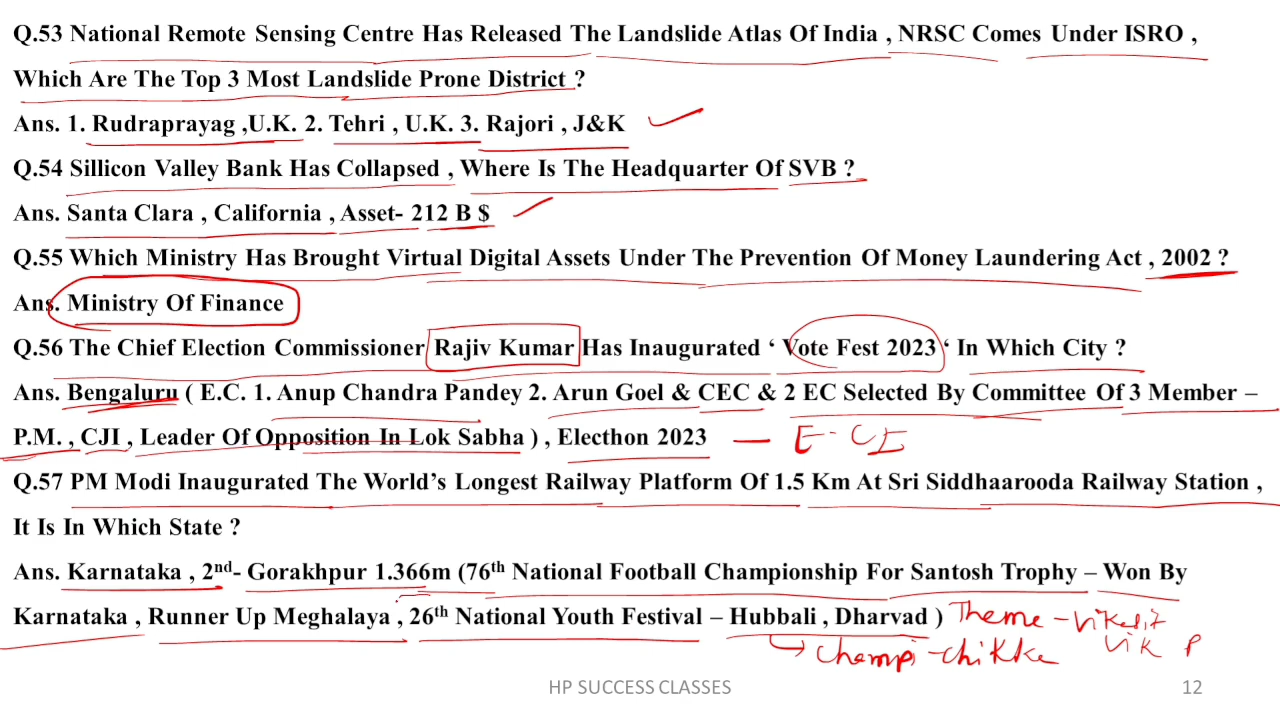 Q.53 National Remote Sensing Centre Has Released The Landslide Atlas Of India , NRSC Comes Under ISRO ,
Which Are The Top 3 Most Landslide Prone District ?
Ans. 1. Rudraprayag ,U.K. 2. Tehri , U.K. 3. Rajori , J&K
Q.54 Sillicon Valley Bank Has Collapsed , Where Is The Headquarter Of SVB ?
Ans. Santa Clara , California , Asset- 212 B $
Q.55 Which Ministry Has Brought Virtual Digital Assets Under The Prevention Of Money Laundering Act , 2002 ?
Ans. Ministry Of Finance
Q.56 The Chief Election Commissioner Rajiv Kumar Has Inaugurated ‘ Vote Fest 2023 ‘ In Which City ?
Ans. Bengaluru ( E.C. 1. Anup Chandra Pandey 2. Arun Goel & CEC & 2 EC Selected By Committee Of 3 Member –
P.M. , CJI , Leader Of Opposition In Lok Sabha ) , Electhon 2023 — E-CI
Q.57 PM Modi Inaugurated The World’s Longest Railway Platform Of 1.5 Km At Sri Siddhaarooda Railway Station ,
It Is In Which State ?
Ans. Karnataka , 2nd- Gorakhpur 1.366m (76th National Football Championship For Santosh Trophy – Won By
Karnataka , Runner Up Meghalaya , 26th National Youth Festival – Hubbali , Dharvad ) Theme -
Champi -chikka
HP SUCCESS CLASSES 12